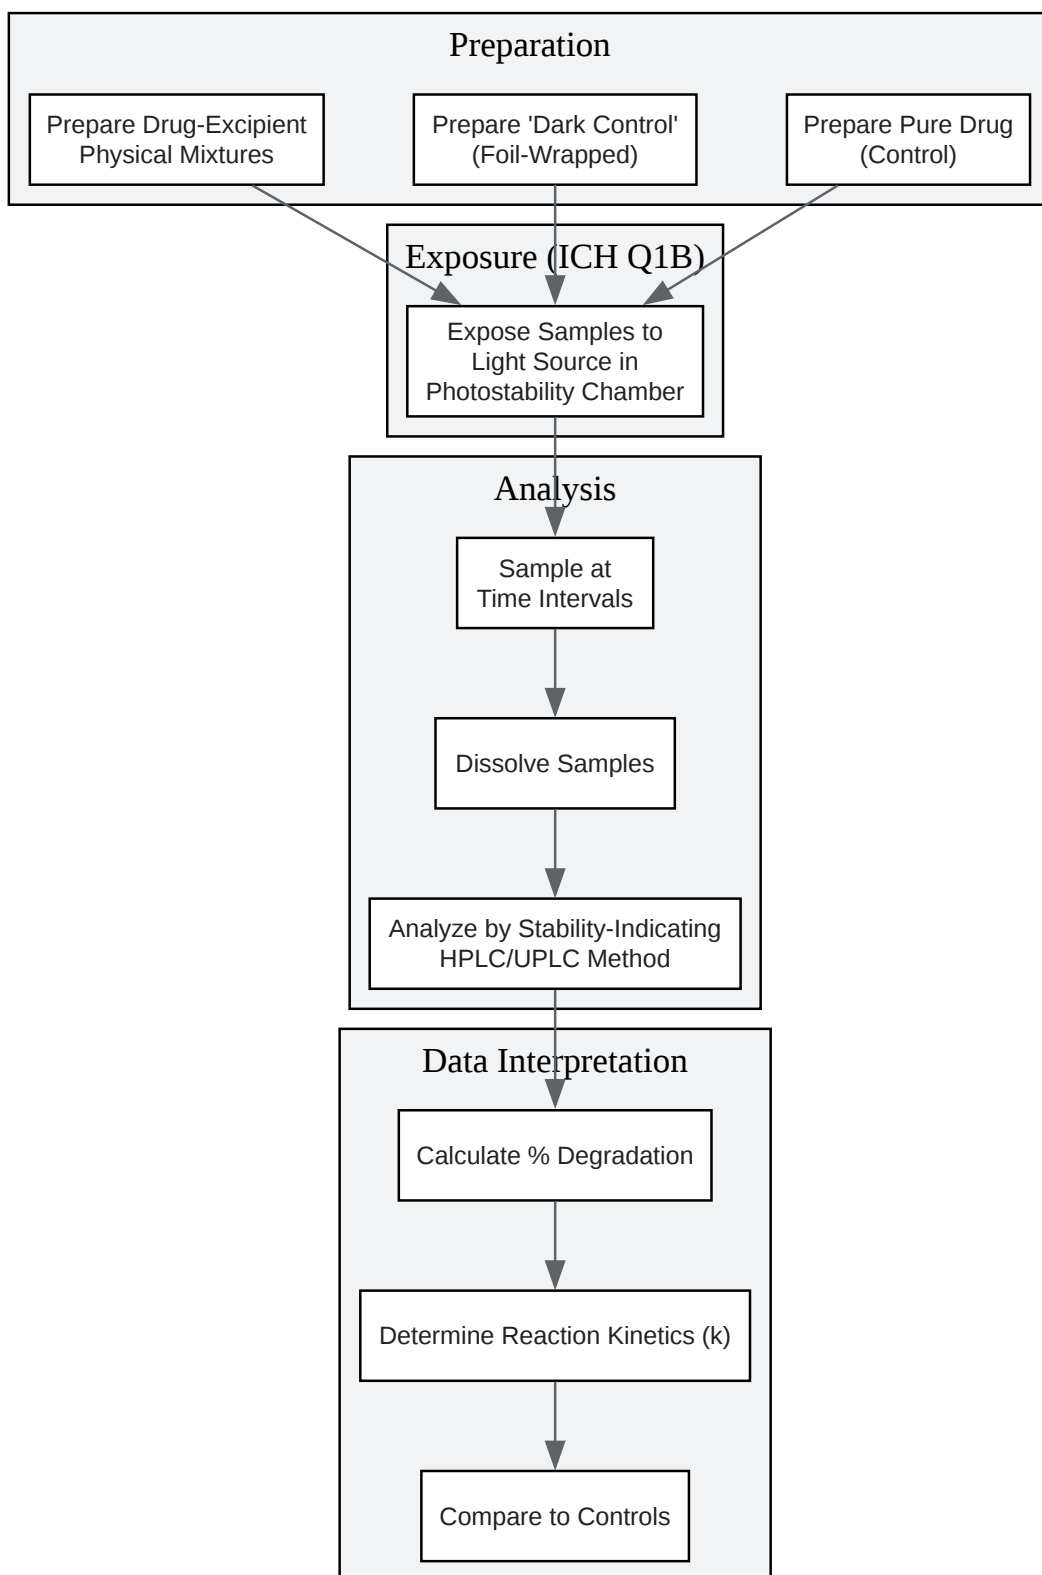 Preparation
Prepare Drug-Excipient
Physical Mixtures
Prepare 'Dark Control'
(Foil-Wrapped)
Prepare Pure Drug
(Control)
Exposure (ICH Q1B)
Expose Samples to
Light Source in
Photostability Chamber
Analysis
Sample at
Time Intervals
Dissolve Samples
Analyze by Stability-Indicating
HPLC/UPLC Method
Data Interpretation
Calculate % Degradation
Determine Reaction Kinetics (k)
Compare to Controls